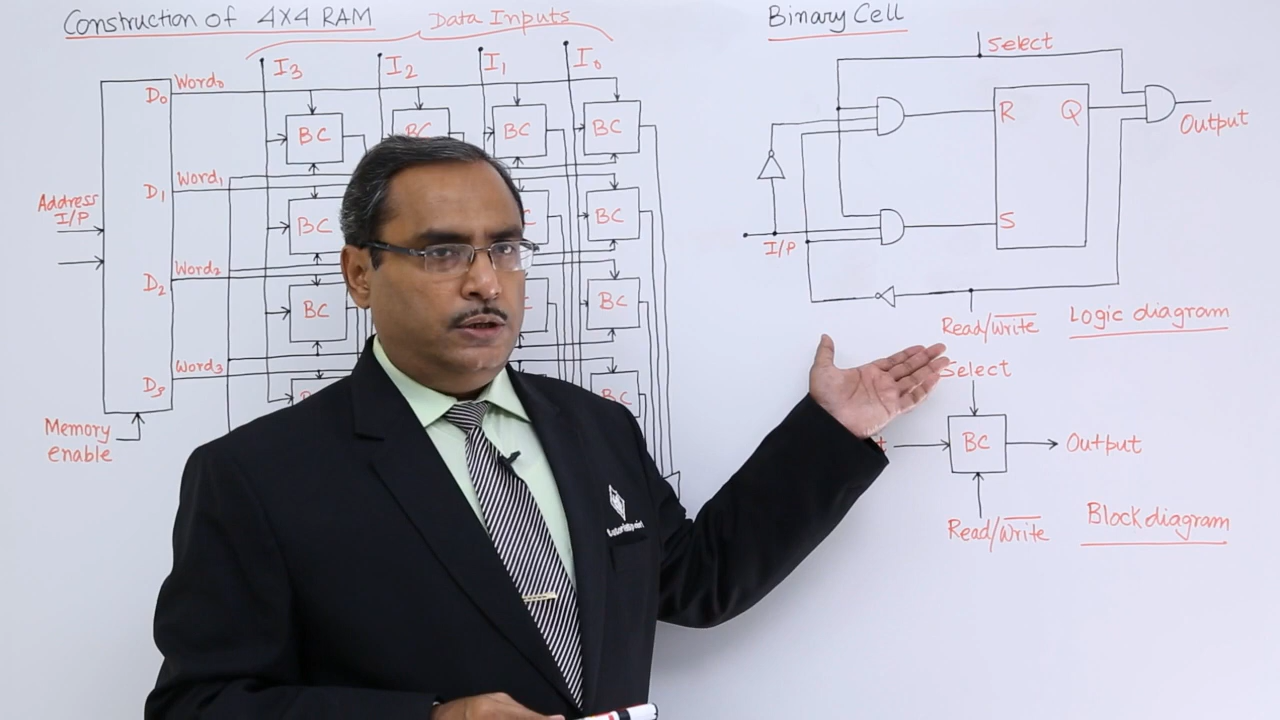 Construction of 4X4 RAM
Data Inputs
I3 I2 I1 I0
Word0
D0
BC BC BC BC
Address
I/P
Word1
D1
BC BC
Word2
D2
BC BC
Word3
D3
BC
Memory
enable
Binary Cell
Select
R Q
Output
S
I/P
Read/W̅r̅i̅t̅e̅
Logic diagram
Select
BC Output
Read/W̅r̅i̅t̅e̅
Block diagram